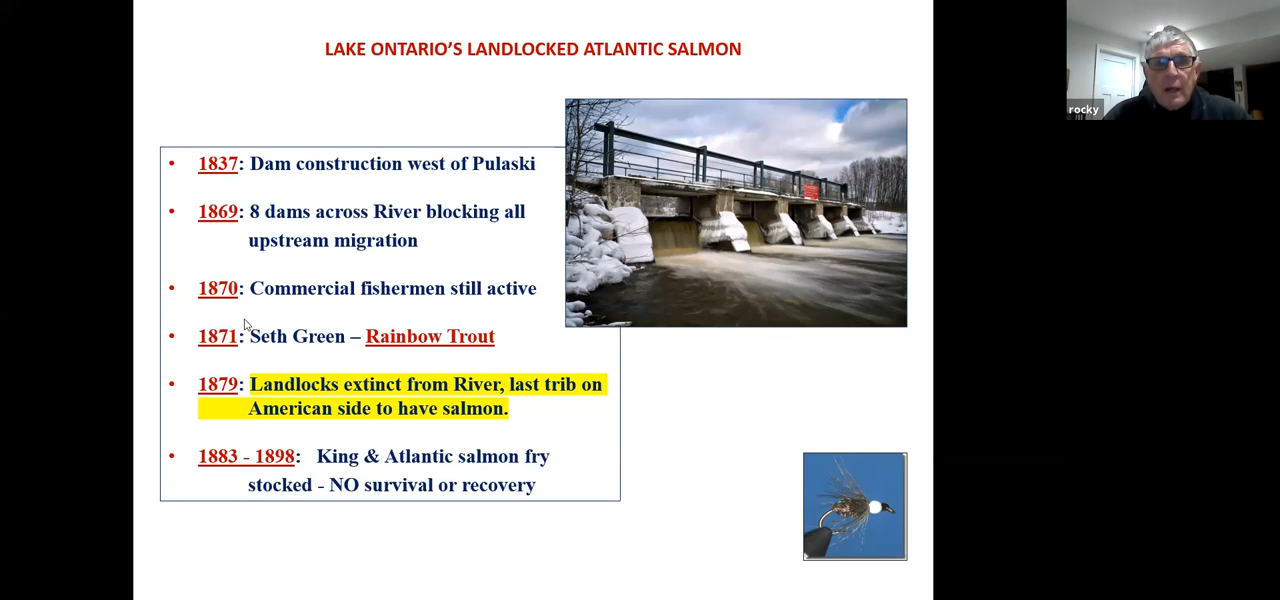 LAKE ONTARIO'S LANDLOCKED ATLANTIC SALMON
rocky
• 1837: Dam construction west of Pulaski
• 1869: 8 dams across River blocking all
upstream migration
• 1870: Commercial fishermen still active
• 1871: Seth Green – Rainbow Trout
• 1879: Landlocks extinct from River, last trib on
American side to have salmon.
• 1883 - 1898: King & Atlantic salmon fry
stocked - NO survival or recovery